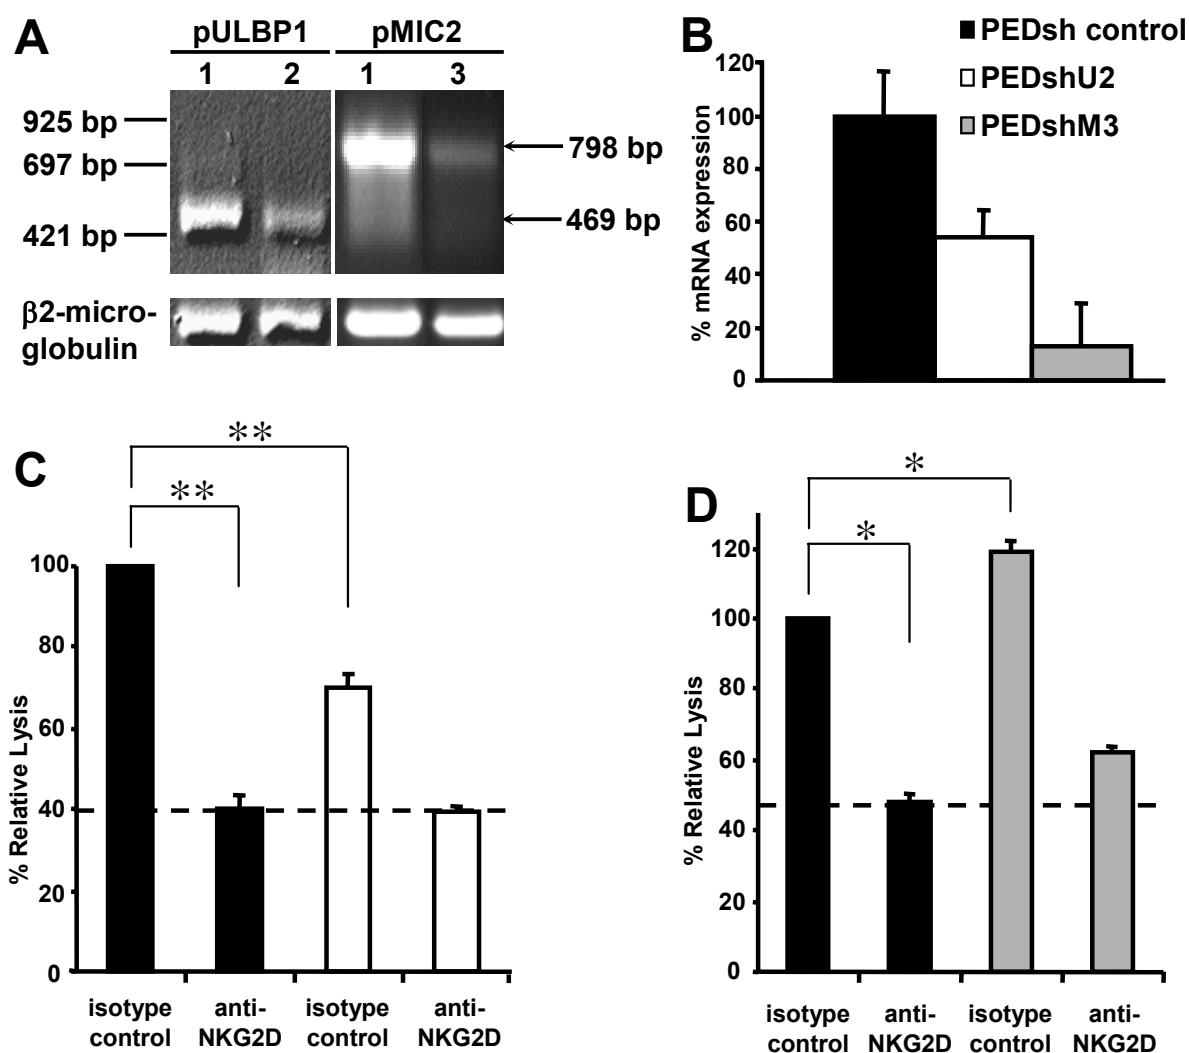 A
pULBP1 pMIC2
1 2 1 3
925 bp
697 bp
421 bp
798 bp
469 bp
β2-micro-
globulin
B
PEDsh control
PEDshU2
PEDshM3
% mRNA expression
120
100
80
60
40
20
0
C
**
**
% Relative Lysis
100
80
60
40
20
0
isotype control
anti-NKG2D
isotype control
anti-NKG2D
D
*
*
% Relative Lysis
120
100
80
60
40
20
0
isotype control
anti-NKG2D
isotype control
anti-NKG2D